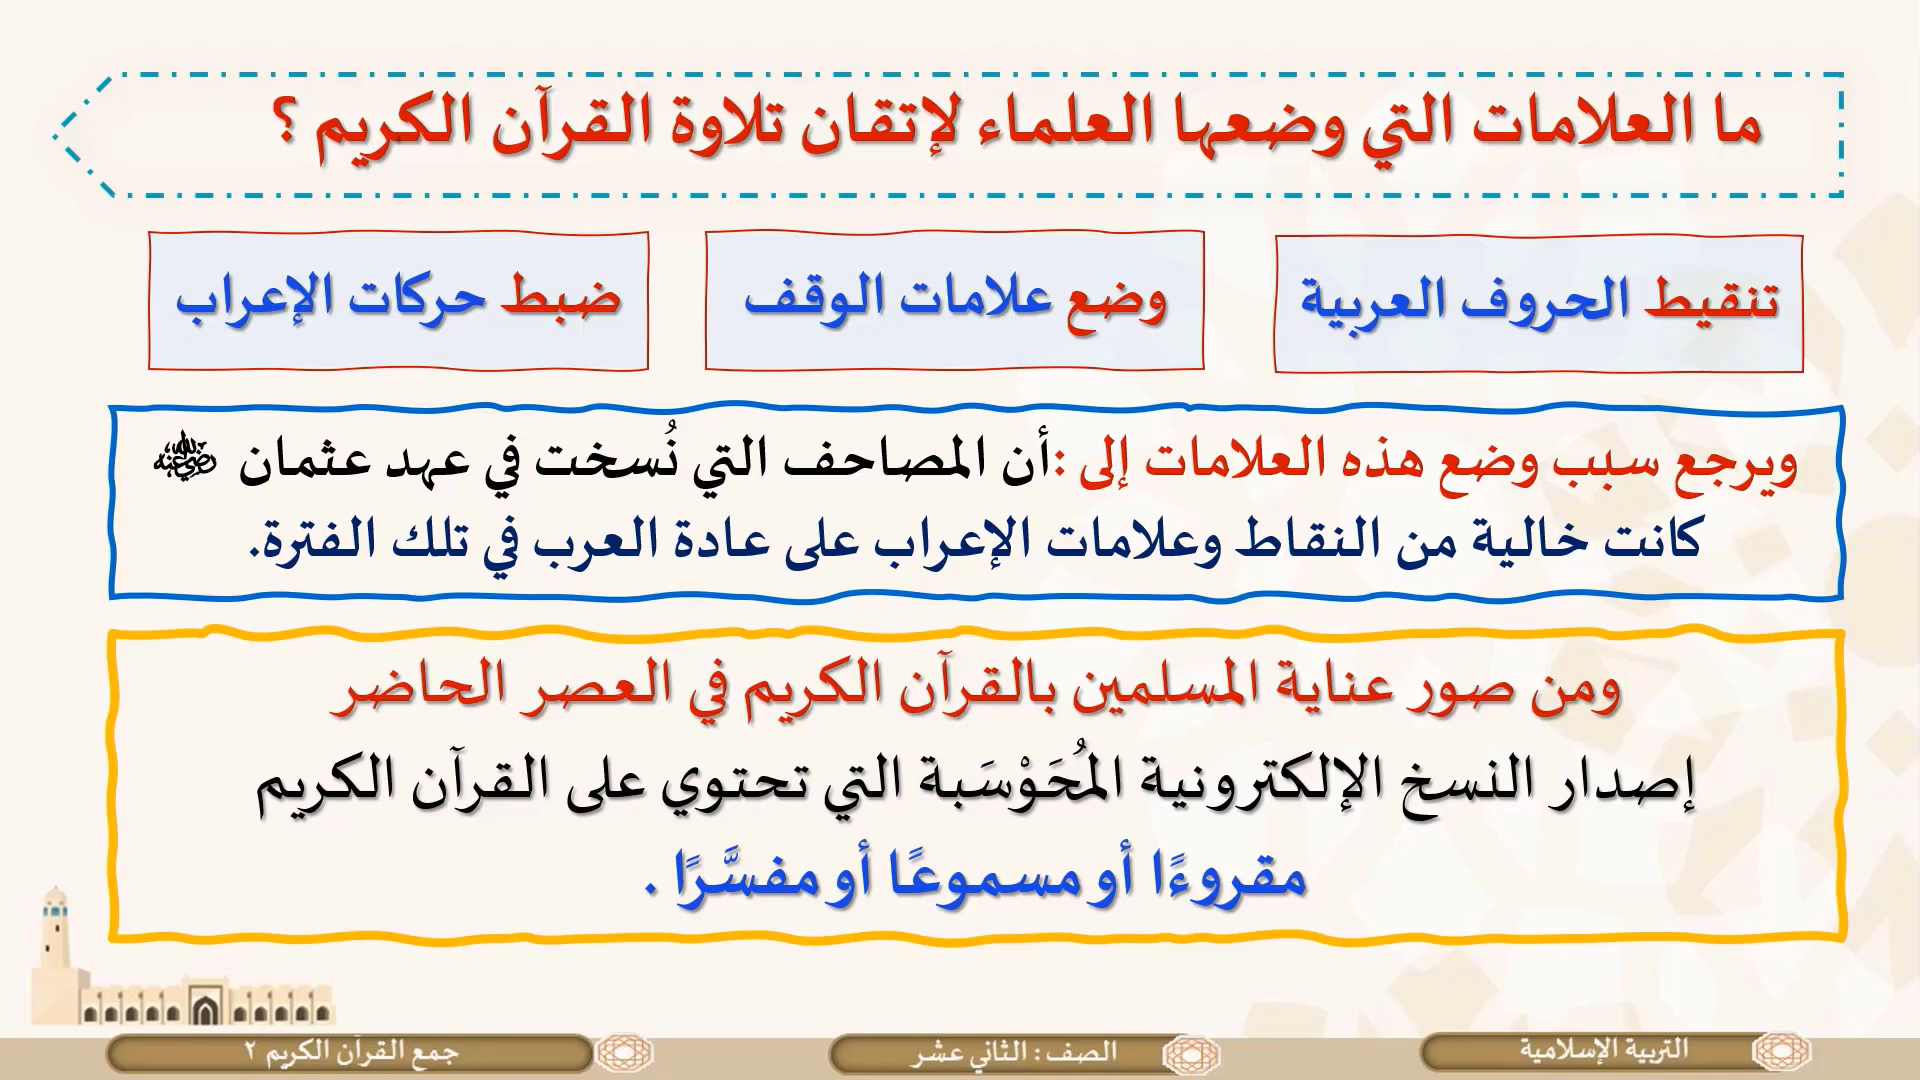 ما العلامات التي وضعها العلماء لإتقان تلاوة القرآن الكريم ؟
تنقيط الحروف العربية
وضع علامات الوقف
ضبط حركات الإعراب
ويرجع سبب وضع هذه العلامات إلى :أن المصاحف التي نُسخت في عهد عثمان رضي الله عنه
كانت خالية من النقاط وعلامات الإعراب على عادة العرب في تلك الفترة.
ومن صور عناية المسلمين بالقرآن الكريم في العصر الحاضر
إصدار النسخ الإلكترونية المُحَوْسَبة التي تحتوي على القرآن الكريم
مقروءًا أو مسموعًا أو مفسَّرًا .
التربية الإسلامية
الصف : الثاني عشر
جمع القرآن الكريم ٢